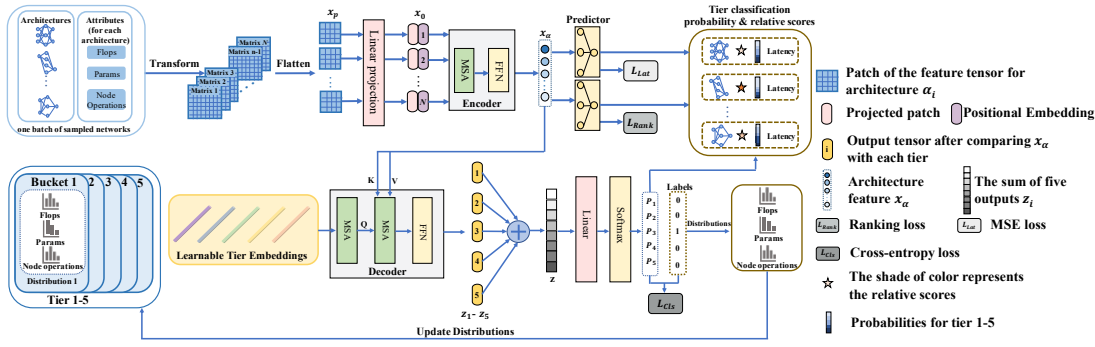 Architectures
Attributes
(for each
architecture)
Flops
Params
Node
Operations
one batch of sampled networks
Transform
Matrix N
Matrix n-1
Matrix 3
Matrix 2
Matrix 1
Flatten
x_p
Linear projection
x_0
1
2
N
MSA
FFN
Encoder
x_α
Predictor
L_Lat
L_Rank
Tier classification
probability & relative scores
Latency
Latency
Latency
Patch of the feature tensor for
architecture α_i
Projected patch
Positional Embedding
i
Output tensor after comparing x_α
with each tier
Architecture
feature x_α
The sum of five
outputs z_i
L_Rank
Ranking loss
L_Lat
MSE loss
L_Cls
Cross-entropy loss
The shade of color represents
the relative scores
Probabilities for tier 1-5
Bucket 1
2
3
4
5
Flops
Params
Node operations
Distribution 1
Tier 1-5
Learnable Tier Embeddings
K
V
MSA
Q
MSA
FFN
Decoder
1
2
3
4
5
z_1- z_5
z
Linear
Softmax
Labels
p_1
0
p_2
0
p_3
1
p_4
0
p_5
0
L_Cls
Distributions
Flops
Params
Node operations
Update Distributions